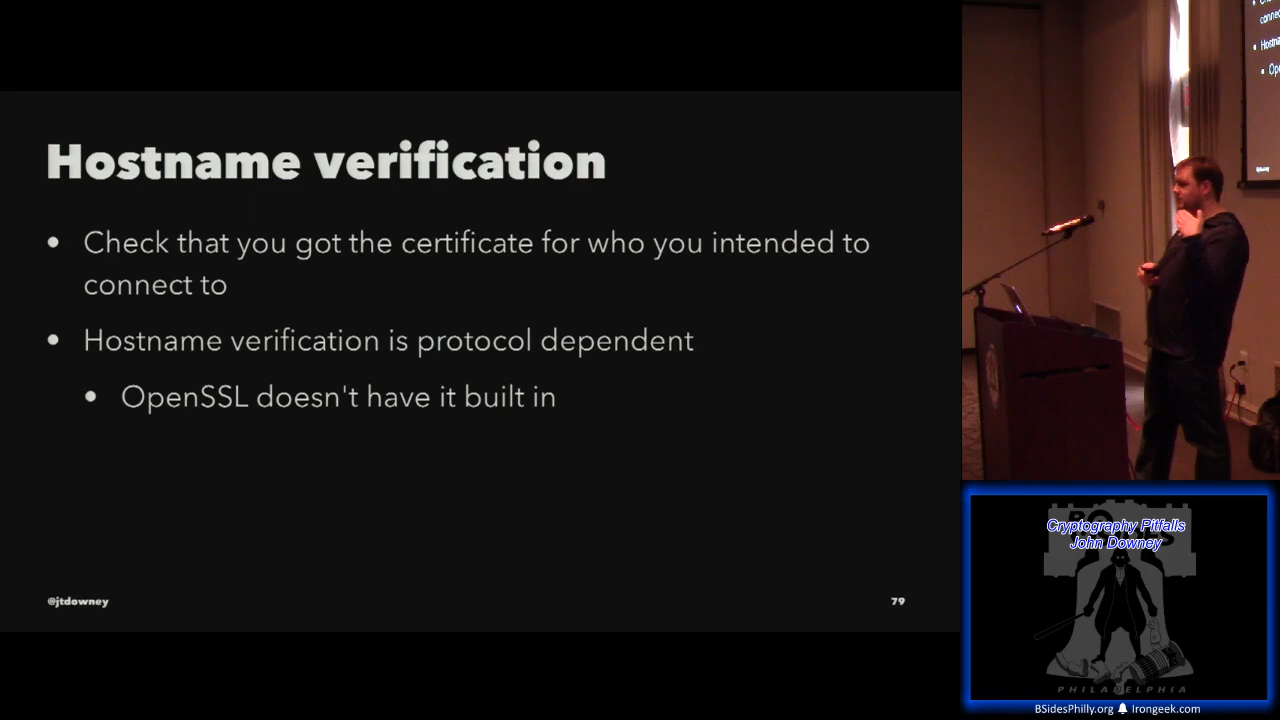 Hostname verification
• Check that you got the certificate for who you intended to
connect to
• Hostname verification is protocol dependent
• OpenSSL doesn't have it built in
@jtdowney
79
Cryptography Pitfalls
John Downey
PHILADELPHIA
BSidesPhilly.org Irongeek.com